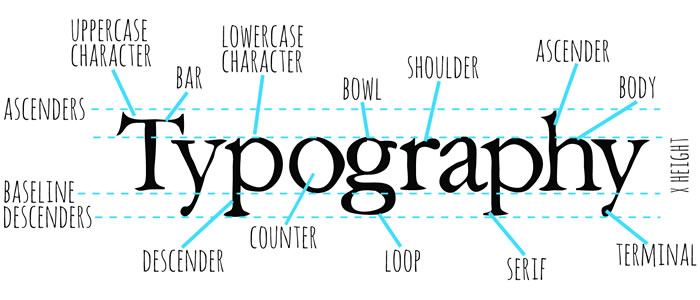 UPPERCASE
CHARACTER
BAR
LOWERCASE
CHARACTER
BOWL
SHOULDER
ASCENDER
BODY
ASCENDERS
Typography
X HEIGHT
BASELINE
DESCENDERS
DESCENDER
COUNTER
LOOP
SERIF
TERMINAL